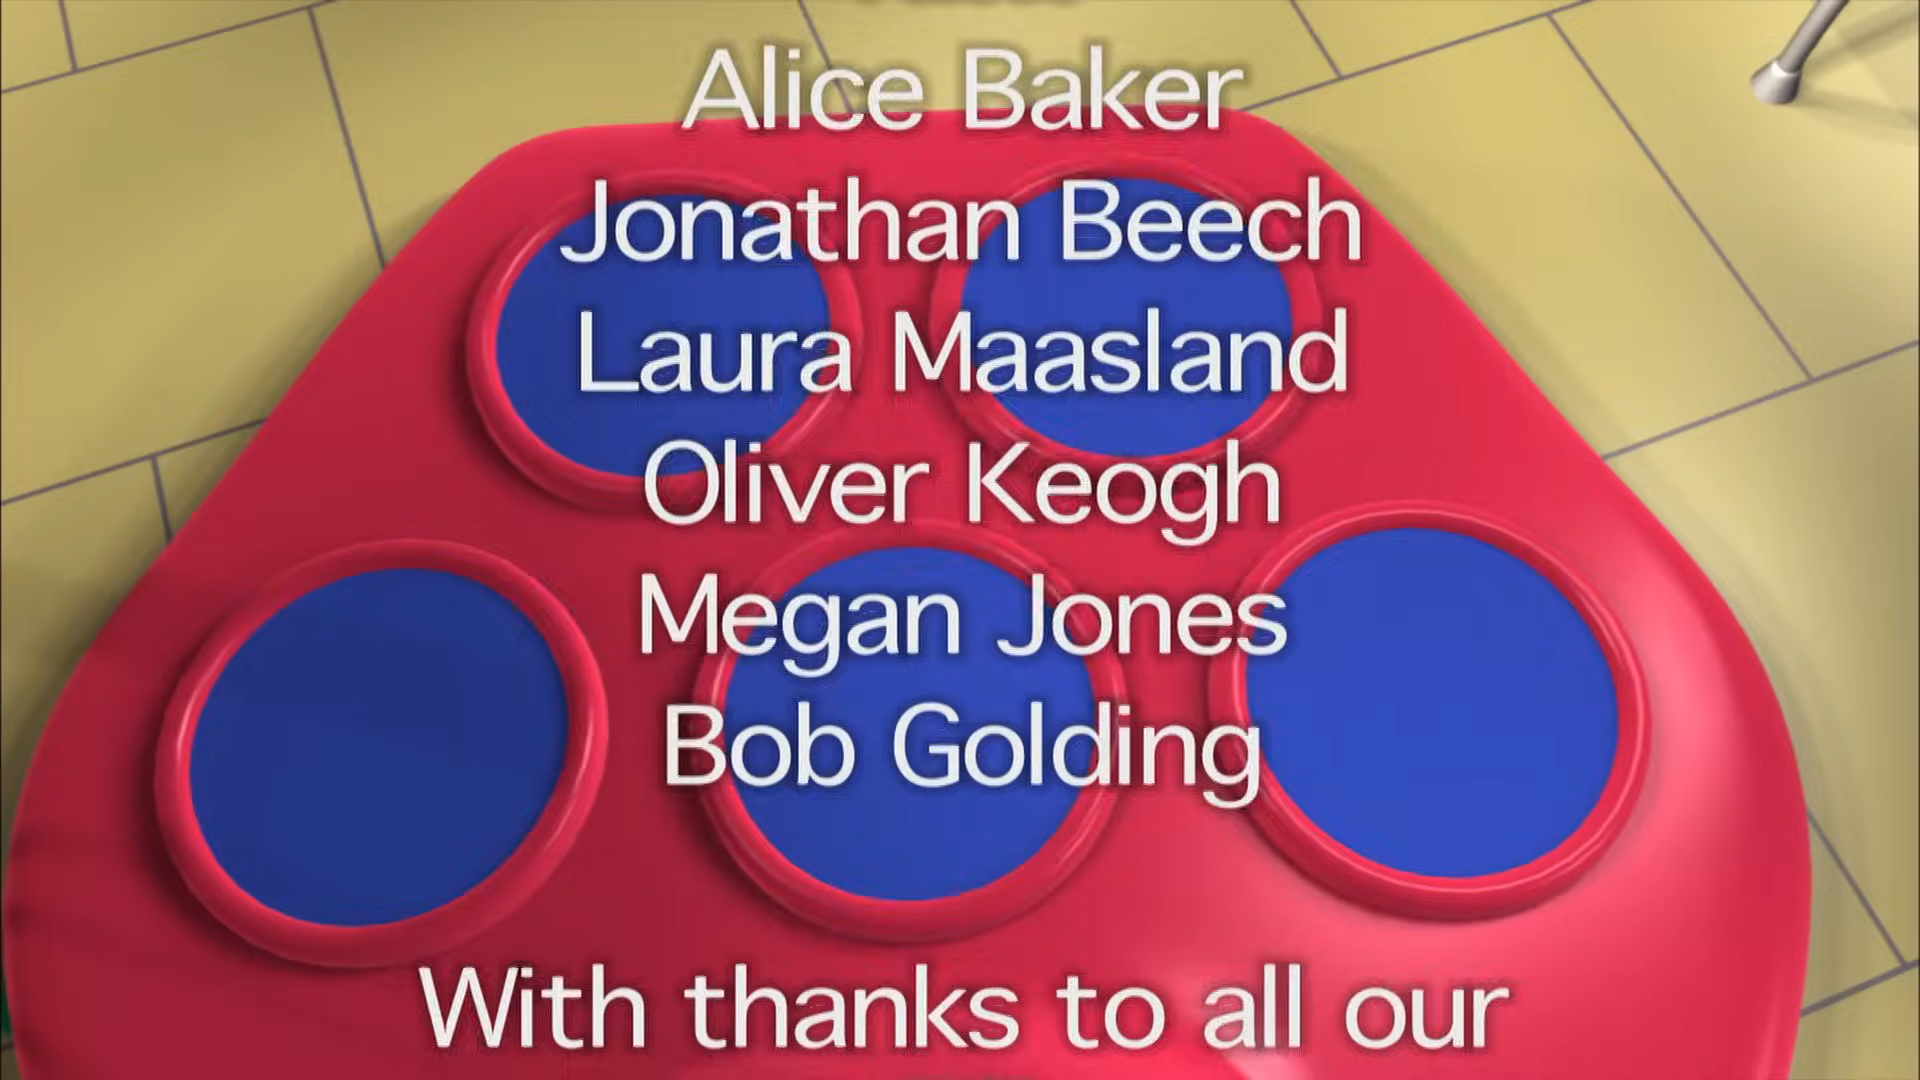 Alice Baker
Jonathan Beech
Laura Maasland
Oliver Keogh
Megan Jones
Bob Golding
With thanks to all our